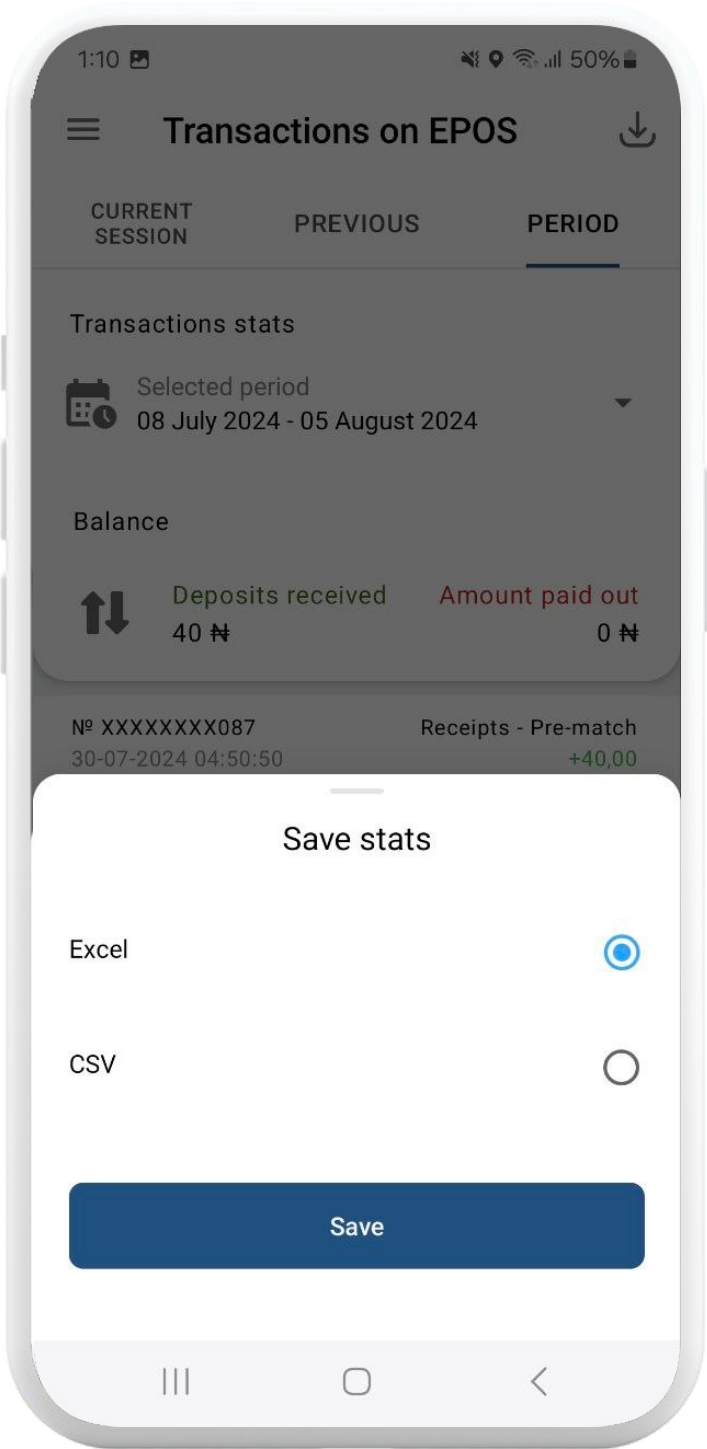 1:10 50%
Transactions on EPOS
CURRENT SESSION PREVIOUS PERIOD
Transactions stats
Selected period
08 July 2024 - 05 August 2024
Balance
Deposits received Amount paid out
40 ₦ 0 ₦
№ XXXXXXXX087 Receipts - Pre-match
30-07-2024 04:50:50 +40,00
Save stats
Excel
CSV
Save